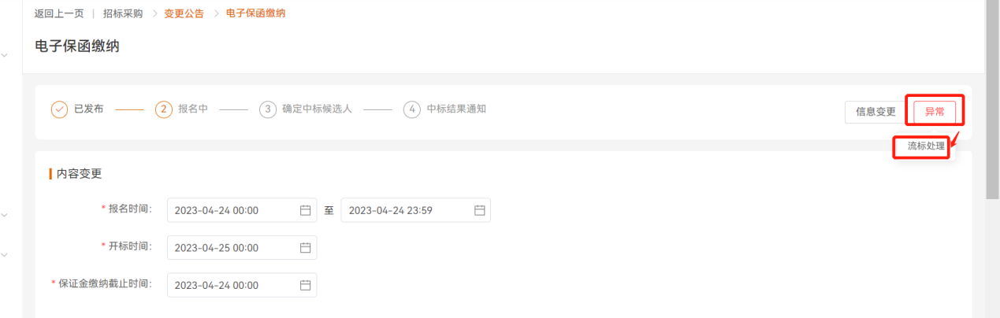 返回上一页 | 招标采购 > 变更公告 > 电子保函缴纳
电子保函缴纳
已发布 2 报名中 3 确定中标候选人 4 中标结果通知
信息变更 异常
流标处理
内容变更
* 报名时间: 2023-04-24 00:00 至 2023-04-24 23:59
* 开标时间: 2023-04-25 00:00
* 保证金缴纳截止时间: 2023-04-24 00:00